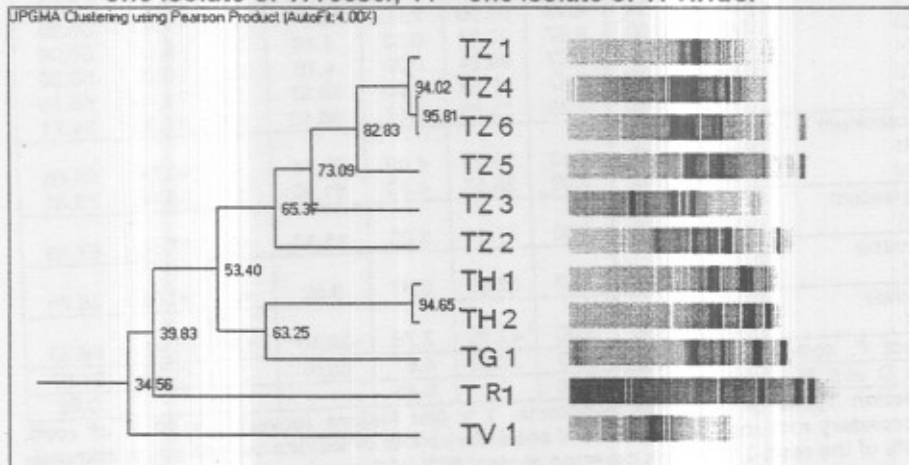 UPGMA Clustering using Pearson Product (AutoFit:4.00%)
TZ 1
94.02
TZ 4
95.81
TZ 6
82.83
73.09
TZ 5
65.37
TZ 3
TZ 2
53.40
TH 1
94.65
TH 2
39.83
63.25
TG 1
34.56
TR1
TV 1